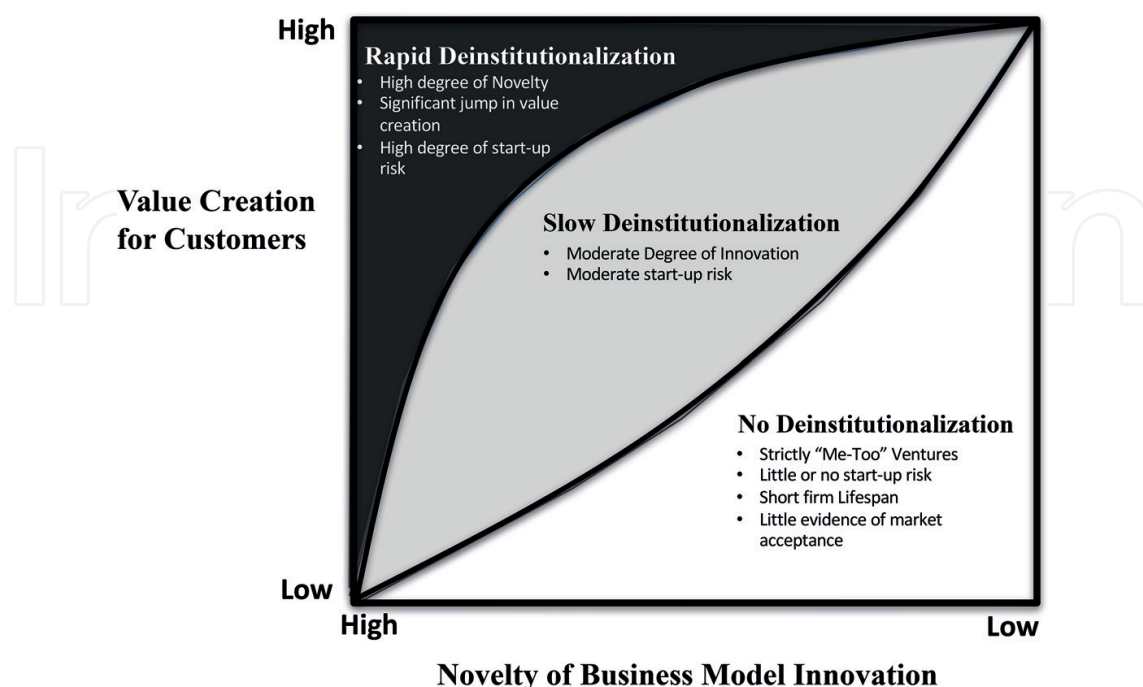 High
Rapid Deinstitutionalization
• High degree of Novelty
• Significant jump in value
creation
• High degree of start-up
risk
Value Creation
for Customers
Slow Deinstitutionalization
• Moderate Degree of Innovation
• Moderate start-up risk
No Deinstitutionalization
• Strictly “Me-Too” Ventures
• Little or no start-up risk
• Short firm Lifespan
• Little evidence of market
acceptance
Low
High
Low
Novelty of Business Model Innovation